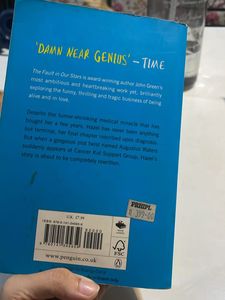 'DAMN NEAR GENIUS' – TIME
The Fault in Our Stars is award-winning author John Green's
most ambitious and heartbreaking work yet, brilliantly
exploring the funny, thrilling and tragic business of being
alive and in love.
Despite the tumor-shrinking medical miracle that has
bought her a few years, Hazel has never been anything
but terminal, her final chapter inscribed upon diagnosis.
But when a gorgeous plot twist named Augustus Waters
suddenly appears at Cancer Kid Support Group, Hazel's
story is about to be completely rewritten.
U.K. £7.99
www.penguin.co.uk
FSC